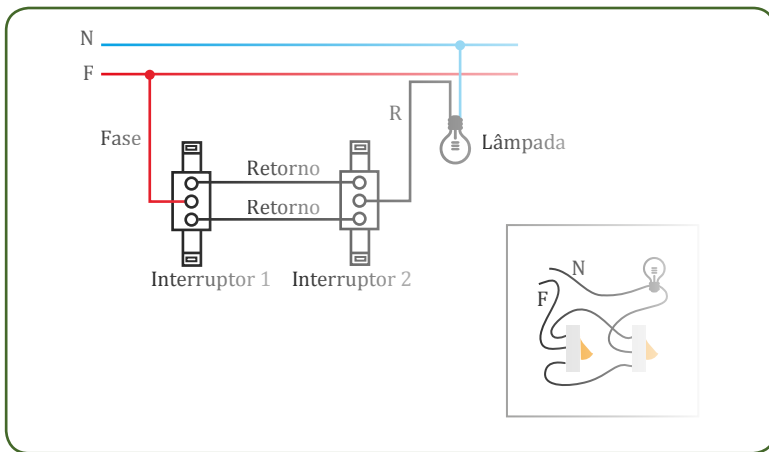 N
F
Fase
R
Lâmpada
Retorno
Retorno
Interruptor 1
Interruptor 2
N
F